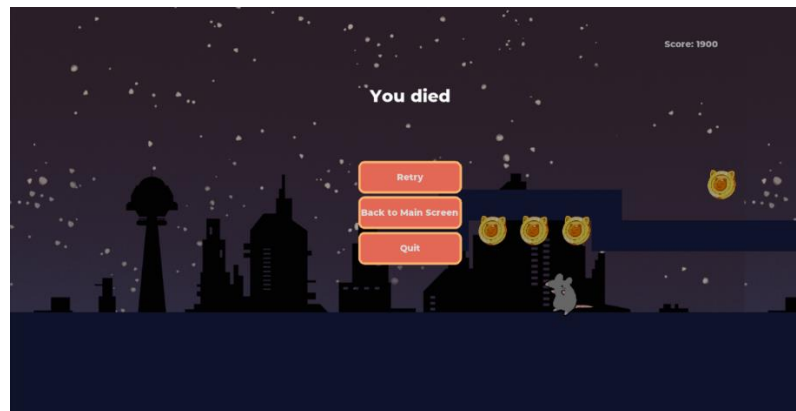 Score: 1900
You died
Retry
Back to Main Screen
Quit